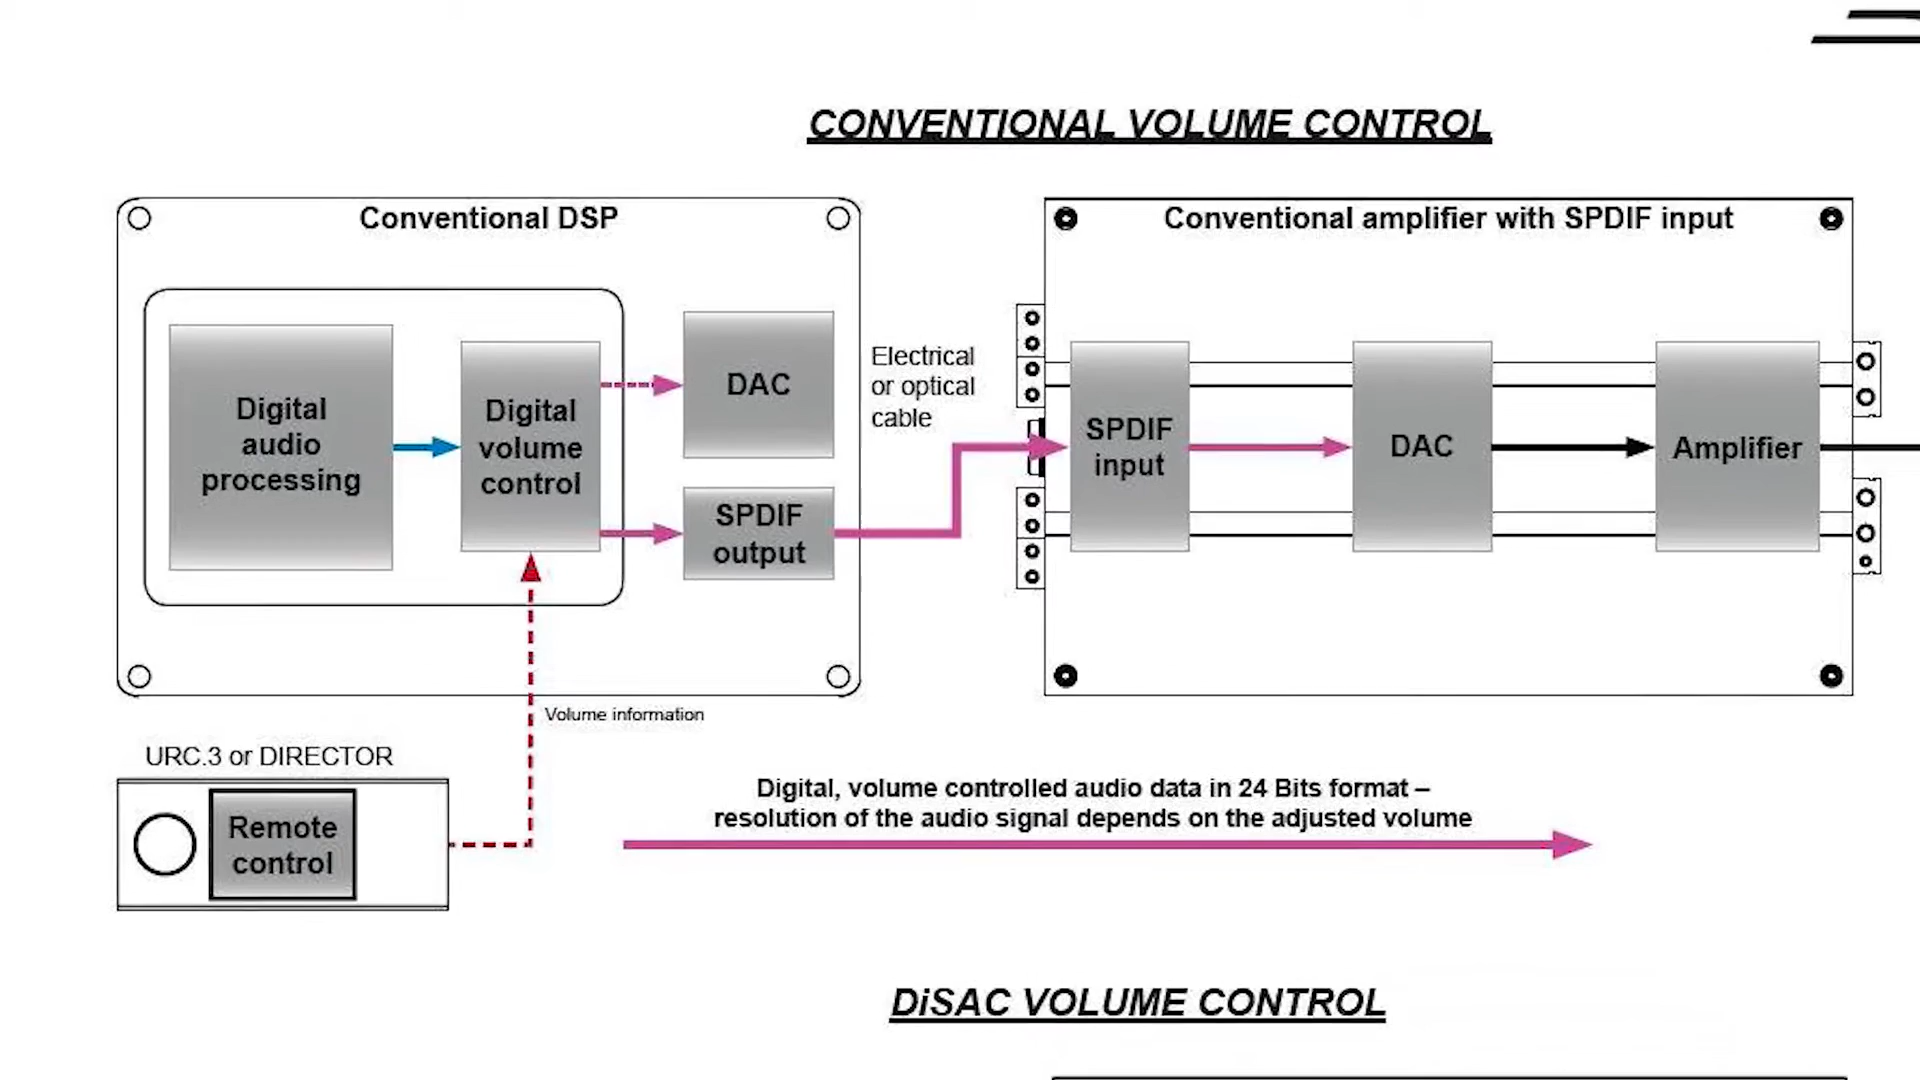 CONVENTIONAL VOLUME CONTROL
Conventional DSP
Digital
audio
processing
Digital
volume
control
DAC
SPDIF
output
Electrical
or optical
cable
Conventional amplifier with SPDIF input
SPDIF
input
DAC
Amplifier
Volume information
URC.3 or DIRECTOR
Remote
control
Digital, volume controlled audio data in 24 Bits format –
resolution of the audio signal depends on the adjusted volume
DiSAC VOLUME CONTROL